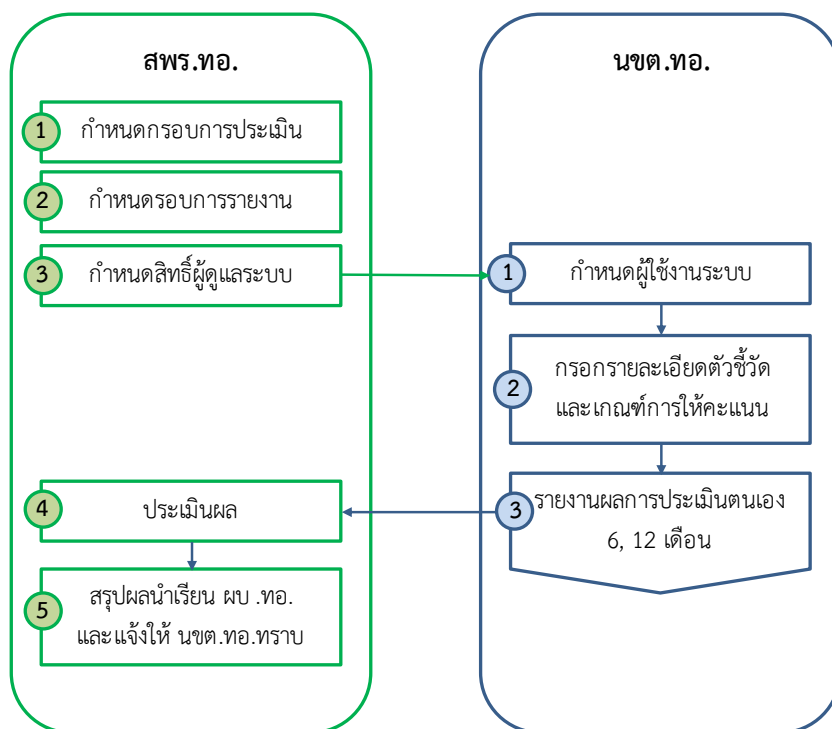 สพร.ทอ.
1 กำหนดกรอบการประเมิน
2 กำหนดรอบการรายงาน
3 กำหนดสิทธิ์ผู้ดูแลระบบ
4 ประเมินผล
5 สรุปผลนำเรียน ผบ .ทอ.
และแจ้งให้ นขต.ทอ.ทราบ
นขต.ทอ.
1 กำหนดผู้ใช้งานระบบ
2 กรอกรายละเอียดตัวชี้วัด
และเกณฑ์การให้คะแนน
3 รายงานผลการประเมินตนเอง
6, 12 เดือน